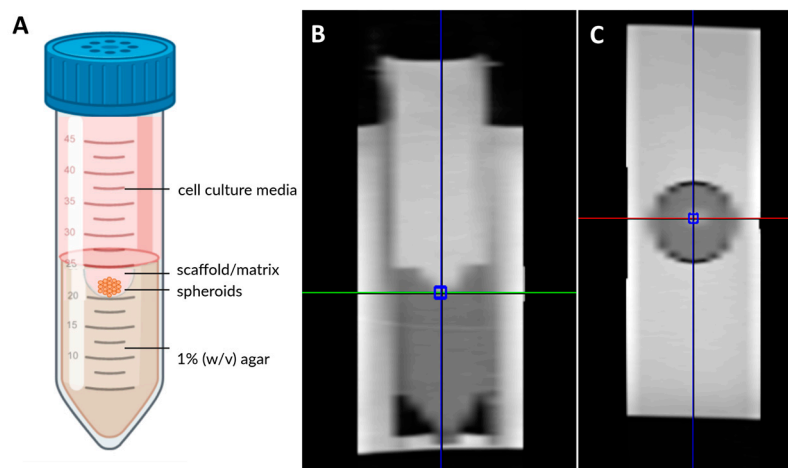 A
B
C
45
40
35
30
25
20
15
10
cell culture media
scaffold/matrix
spheroids
1% (w/v) agar